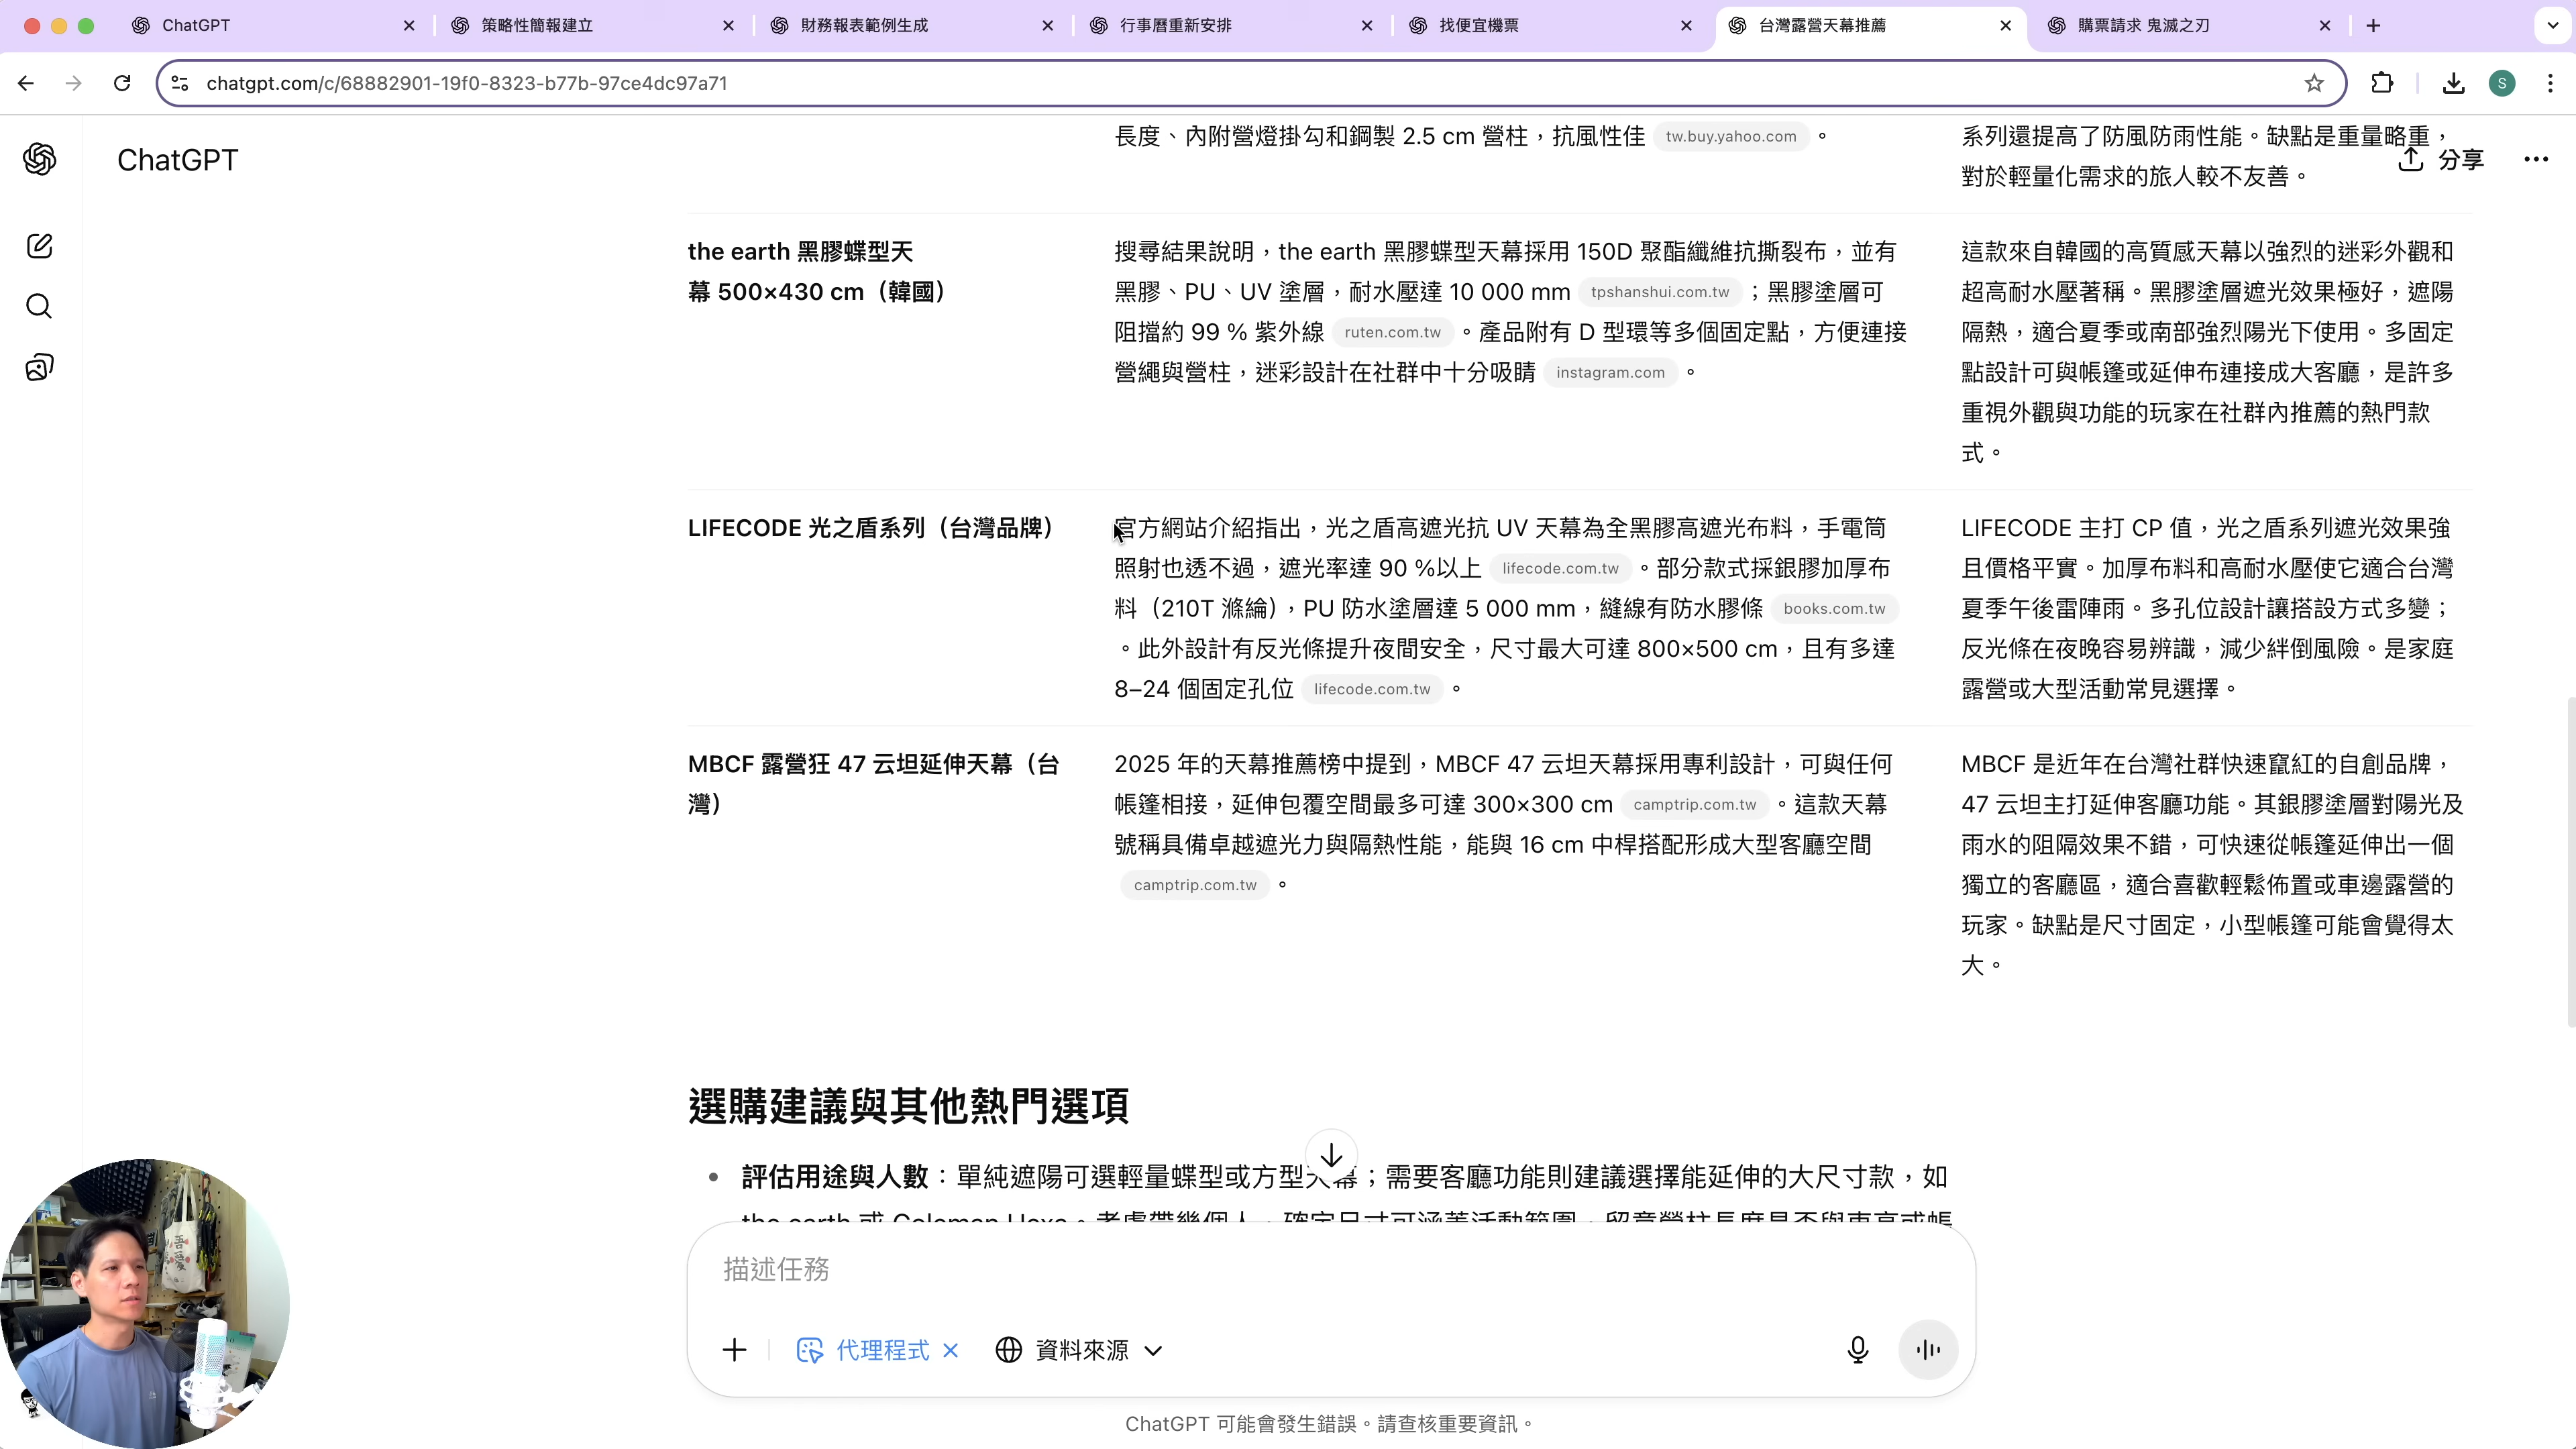 ChatGPT
策略性簡報建立
財務報表範例生成
行事曆重新安排
找便宜機票
台灣露營天幕推薦
購票請求 鬼滅之刃
chatgpt.com/c/68882901-19f0-8323-b77b-97ce4dc97a71
S
ChatGPT
分享
長度、內附營燈掛勾和鋼製 2.5 cm 營柱，抗風性佳 tw.buy.yahoo.com 。
系列還提高了防風防雨性能。缺點是重量略重，
對於輕量化需求的旅人較不友善。
the earth 黑膠蝶型天
幕 500×430 cm（韓國）
搜尋結果說明，the earth 黑膠蝶型天幕採用 150D 聚酯纖維抗撕裂布，並有
黑膠、PU、UV 塗層，耐水壓達 10 000 mm tpshanshui.com.tw ；黑膠塗層可
阻擋約 99 % 紫外線 ruten.com.tw 。產品附有 D 型環等多個固定點，方便連接
營繩與營柱，迷彩設計在社群中十分吸睛 instagram.com 。
這款來自韓國的高質感天幕以強烈的迷彩外觀和
超高耐水壓著稱。黑膠塗層遮光效果極好，遮陽
隔熱，適合夏季或南部強烈陽光下使用。多固定
點設計可與帳篷或延伸布連接成大客廳，是許多
重視外觀與功能的玩家在社群內推薦的熱門款
式。
LIFECODE 光之盾系列（台灣品牌）
官方網站介紹指出，光之盾高遮光抗 UV 天幕為全黑膠高遮光布料，手電筒
照射也透不過，遮光率達 90 %以上 lifecode.com.tw 。部分款式採銀膠加厚布
料（210T 滌綸），PU 防水塗層達 5 000 mm，縫線有防水膠條 books.com.tw
。此外設計有反光條提升夜間安全，尺寸最大可達 800×500 cm，且有多達
8–24 個固定孔位 lifecode.com.tw 。
LIFECODE 主打 CP 值，光之盾系列遮光效果強
且價格平實。加厚布料和高耐水壓使它適合台灣
夏季午後雷陣雨。多孔位設計讓搭設方式多變；
反光條在夜晚容易辨識，減少絆倒風險。是家庭
露營或大型活動常見選擇。
MBCF 露營狂 47 云坦延伸天幕（台
灣）
2025 年的天幕推薦榜中提到，MBCF 47 云坦天幕採用專利設計，可與任何
帳篷相接，延伸包覆空間最多可達 300×300 cm camptrip.com.tw 。這款天幕
號稱具備卓越遮光力與隔熱性能，能與 16 cm 中桿搭配形成大型客廳空間
camptrip.com.tw 。
MBCF 是近年在台灣社群快速竄紅的自創品牌，
47 云坦主打延伸客廳功能。其銀膠塗層對陽光及
雨水的阻隔效果不錯，可快速從帳篷延伸出一個
獨立的客廳區，適合喜歡輕鬆佈置或車邊露營的
玩家。缺點是尺寸固定，小型帳篷可能會覺得太
大。
選購建議與其他熱門選項
評估用途與人數：單純遮陽可選輕量蝶型或方型天幕；需要客廳功能則建議選擇能延伸的大尺寸款，如
the earth 或 Coleman Hexa。考慮帶幾個人，確定尺寸可涵蓋活動範圍，留意營柱長度是否與車高或帳
描述任務
代理程式
資料來源
ChatGPT 可能會發生錯誤。請查核重要資訊。